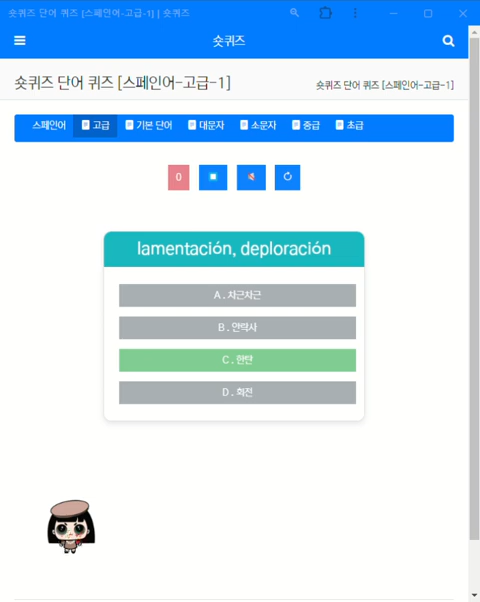 숏퀴즈 단어 퀴즈 [스페인어-고급-1] | 숏퀴즈
숏퀴즈
숏퀴즈 단어 퀴즈 [스페인어-고급-1]
숏퀴즈 단어 퀴즈 [스페인어-고급-1]
스페인어 고급 기본 단어 대문자 소문자 중급 초급
0
lamentación, deploración
A . 차근차근
B . 안락사
C . 한탄
D . 회진